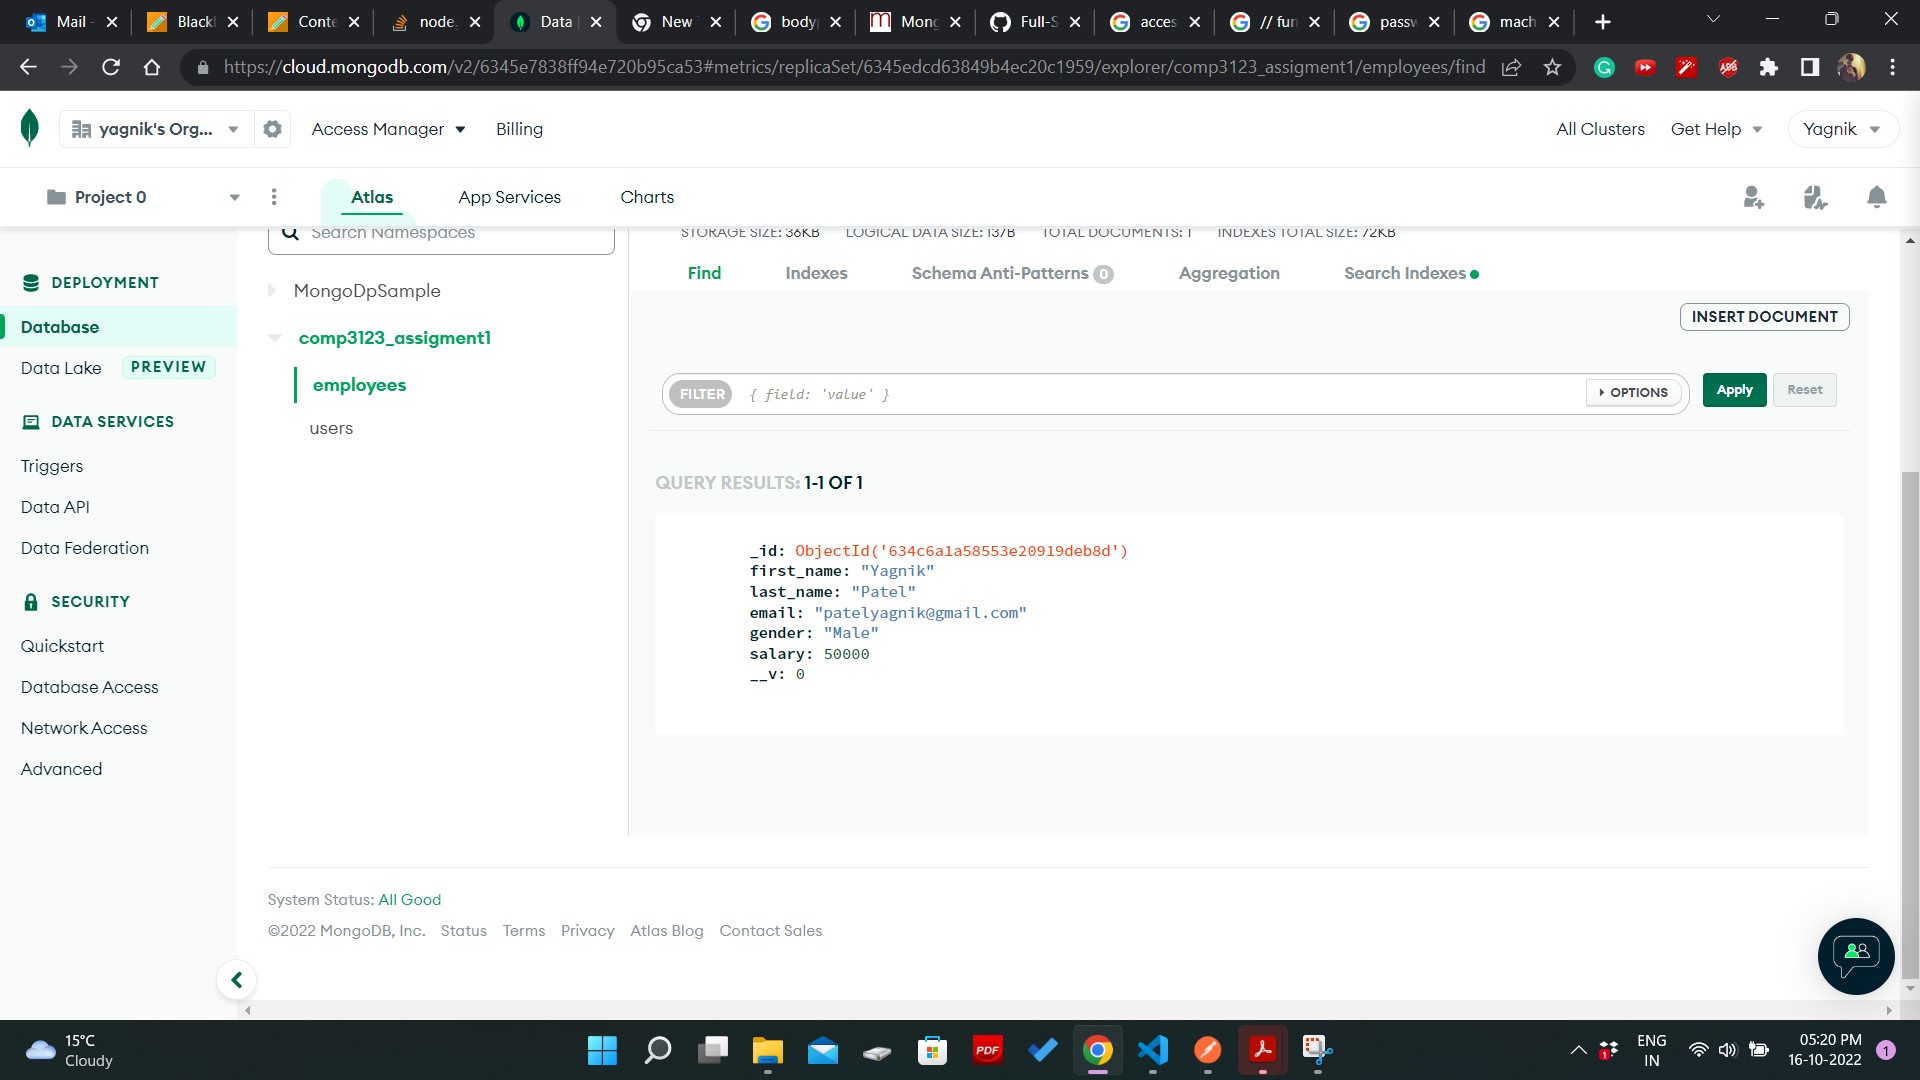 Mail -
Blackl
Conte
node.
Data |
New
body
Mong
Full-S
acces
// fun
passw
mach
https://cloud.mongodb.com/v2/6345e7838ff94e720b95ca53#metrics/replicaSet/6345edcd63849b4ec20c1959/explorer/comp3123_assigment1/employees/find
yagnik's Org...
Access Manager
Billing
All Clusters
Get Help
Yagnik
Project 0
Atlas
App Services
Charts
Search Namespaces
STORAGE SIZE: 36KB LOGICAL DATA SIZE: 137B TOTAL DOCUMENTS: 1 INDEXES TOTAL SIZE: 72KB
DEPLOYMENT
Database
Data Lake PREVIEW
DATA SERVICES
Triggers
Data API
Data Federation
SECURITY
Quickstart
Database Access
Network Access
Advanced
MongoDpSample
comp3123_assigment1
employees
users
Find
Indexes
Schema Anti-Patterns 0
Aggregation
Search Indexes
INSERT DOCUMENT
FILTER { field: 'value' }
OPTIONS
Apply
Reset
QUERY RESULTS: 1-1 OF 1
_id: ObjectId('634c6a1a58553e20919deb8d')
first_name: "Yagnik"
last_name: "Patel"
email: "patelyagnik@gmail.com"
gender: "Male"
salary: 50000
__v: 0
System Status: All Good
©2022 MongoDB, Inc. Status Terms Privacy Atlas Blog Contact Sales
15°C
Cloudy
PDF
1
ENG
IN
05:20 PM
16-10-2022
1